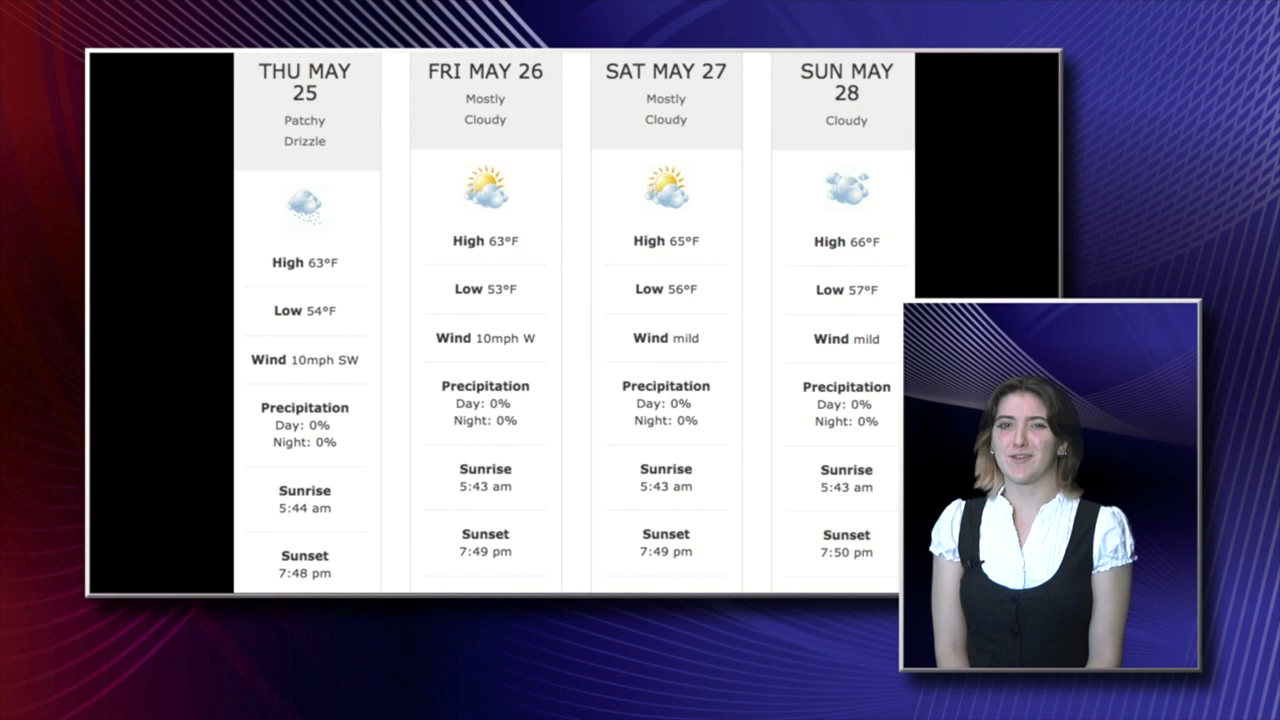 THU MAY
25
Patchy
Drizzle
High 63°F
Low 54°F
Wind 10mph SW
Precipitation
Day: 0%
Night: 0%
Sunrise
5:44 am
Sunset
7:48 pm
FRI MAY 26
Mostly
Cloudy
High 63°F
Low 53°F
Wind 10mph W
Precipitation
Day: 0%
Night: 0%
Sunrise
5:43 am
Sunset
7:49 pm
SAT MAY 27
Mostly
Cloudy
High 65°F
Low 56°F
Wind mild
Precipitation
Day: 0%
Night: 0%
Sunrise
5:43 am
Sunset
7:49 pm
SUN MAY
28
Cloudy
High 66°F
Low 57°F
Wind mild
Precipitation
Day: 0%
Night: 0%
Sunrise
5:43 am
Sunset
7:50 pm